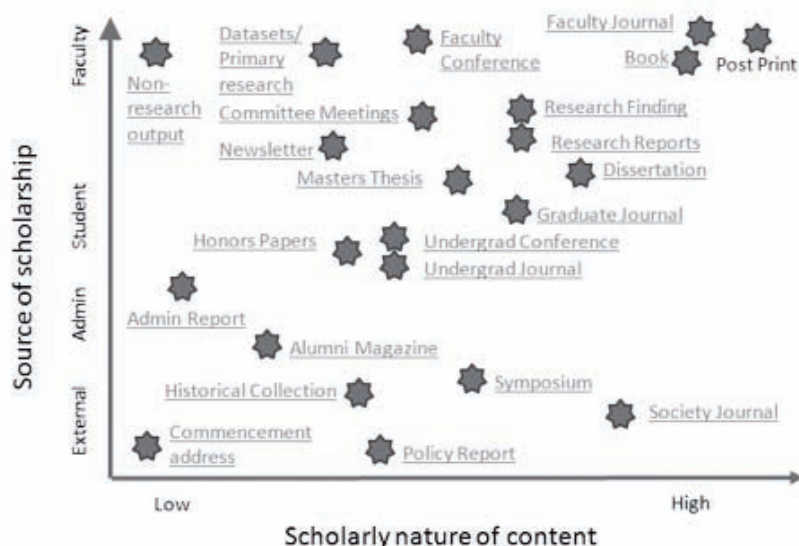 Faculty Journal
Datasets/
Primary
research
Faculty
Conference
Book
Post Print
Non-
research
output
Committee Meetings
Research Finding
Newsletter
Research Reports
Masters Thesis
Dissertation
Graduate Journal
Honors Papers
Undergrad Conference
Undergrad Journal
Admin Report
Alumni Magazine
Historical Collection
Symposium
Society Journal
Commencement
address
Policy Report
Source of scholarship
Faculty
Student
Admin
External
Low
High
Scholarly nature of content